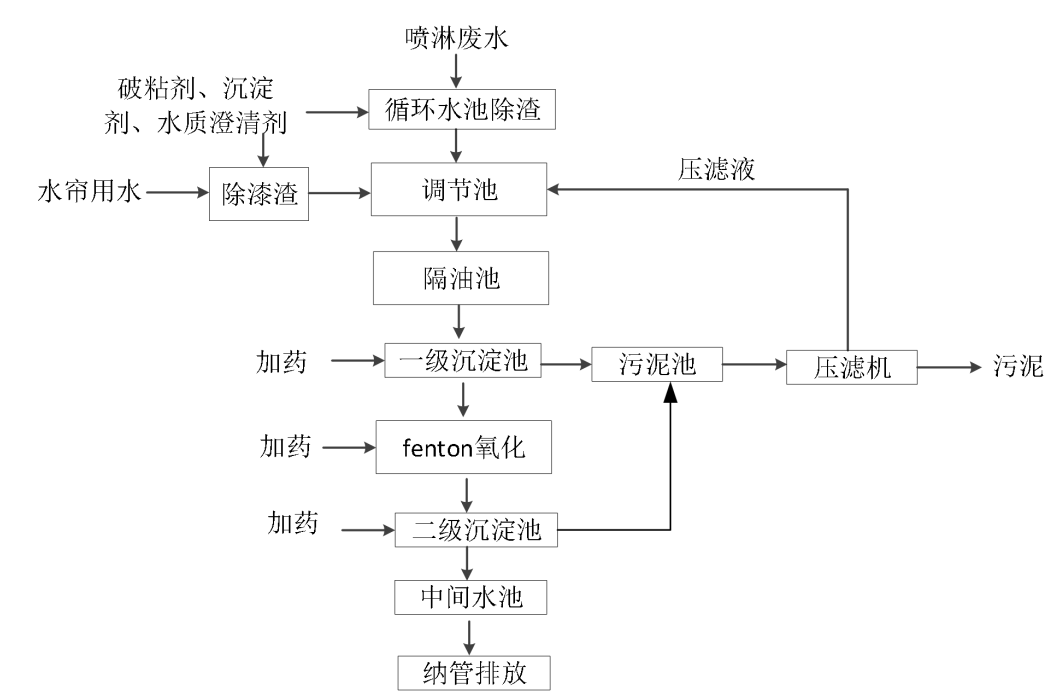 喷淋废水
破粘剂、沉淀
剂、水质澄清剂
循环水池除渣
水帘用水
除漆渣
调节池
压滤液
隔油池
加药
一级沉淀池
污泥池
压滤机
污泥
加药
fenton氧化
加药
二级沉淀池
中间水池
纳管排放